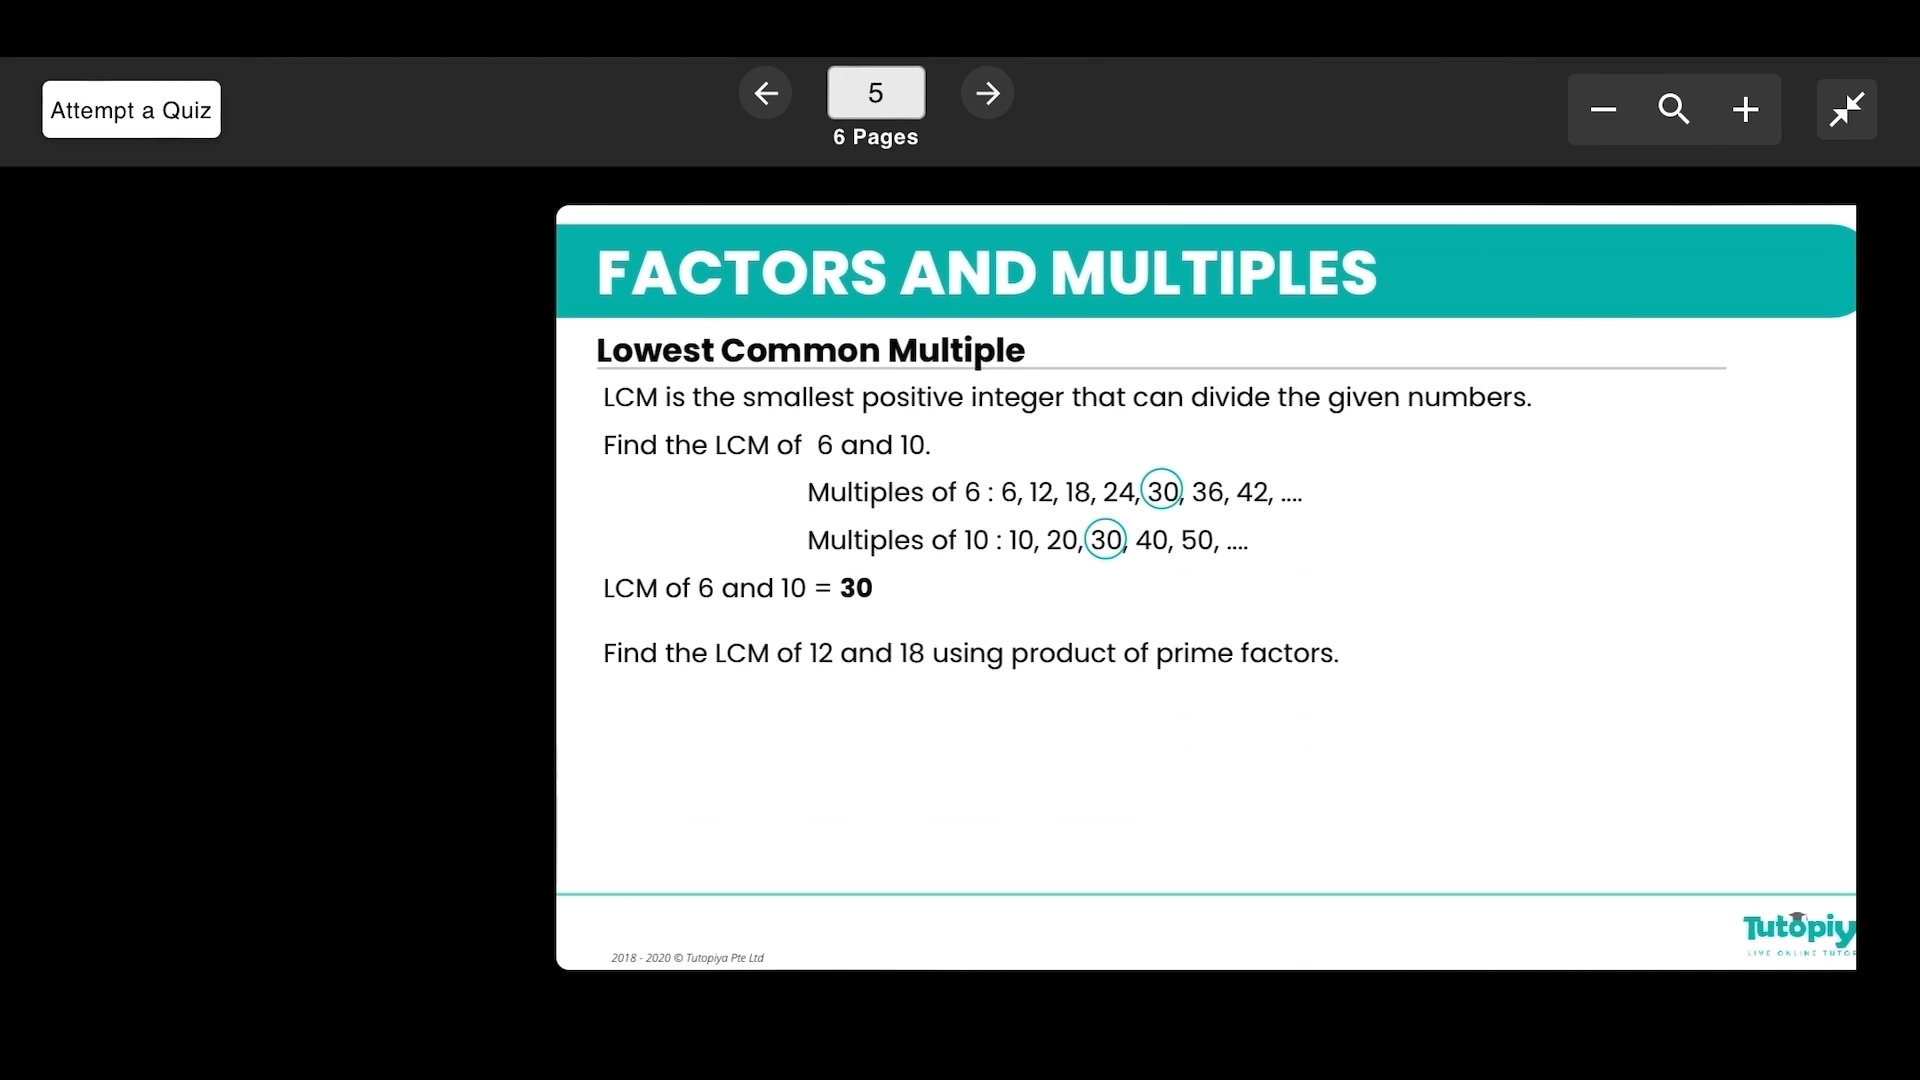 Attempt a Quiz
5
6 Pages
FACTORS AND MULTIPLES
Lowest Common Multiple
LCM is the smallest positive integer that can divide the given numbers.
Find the LCM of 6 and 10.
Multiples of 6 : 6, 12, 18, 24, 30, 36, 42, ....
Multiples of 10 : 10, 20, 30, 40, 50, ....
LCM of 6 and 10 = 30
Find the LCM of 12 and 18 using product of prime factors.
Tutopiy
LIVE ONLINE TUTOR
2018 - 2020 © Tutopiya Pte Ltd